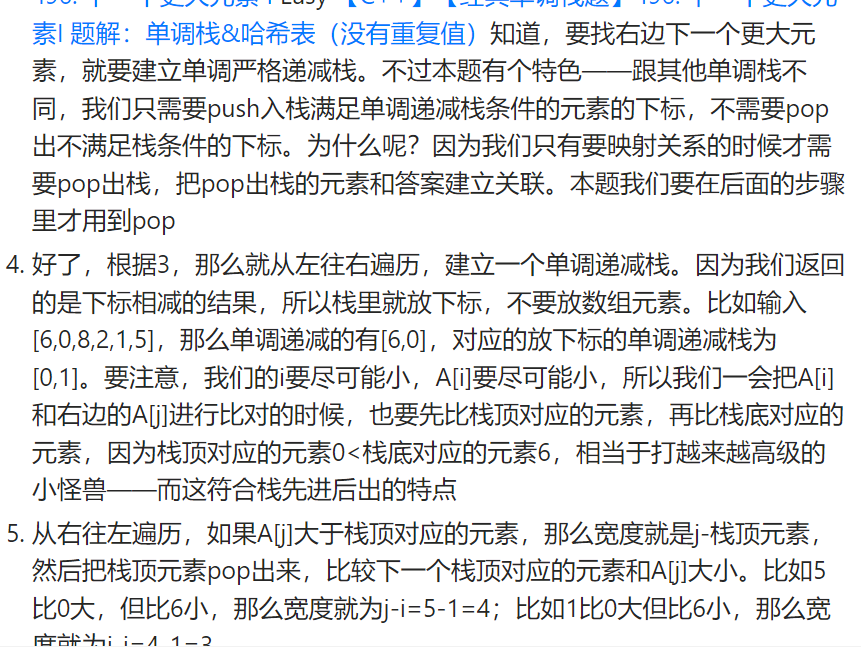 素I 题解：单调栈&哈希表（没有重复值）知道，要找右边下一个更大元
素，就要建立单调严格递减栈。不过本题有个特色——跟其他单调栈不
同，我们只需要push入栈满足单调递减栈条件的元素的下标，不需要pop
出不满足栈条件的下标。为什么呢？因为我们只有要映射关系的时候才需
要pop出栈，把pop出栈的元素和答案建立关联。本题我们要在后面的步骤
里才用到pop
4. 好了，根据3，那么就从左往右遍历，建立一个单调递减栈。因为我们返回
的是下标相减的结果，所以栈里就放下标，不要放数组元素。比如输入
[6,0,8,2,1,5]，那么单调递减的有[6,0]，对应的放下标的单调递减栈为
[0,1]。要注意，我们的i要尽可能小，A[i]要尽可能小，所以我们一会把A[i]
和右边的A[j]进行比对的时候，也要先比栈顶对应的元素，再比栈底对应的
元素，因为栈顶对应的元素0<栈底对应的元素6，相当于打越来越高级的
小怪兽——而这符合栈先进后出的特点
5. 从右往左遍历，如果A[j]大于栈顶对应的元素，那么宽度就是j-栈顶元素，
然后把栈顶元素pop出来，比较下一个栈顶对应的元素和A[j]大小。比如5
比0大，但比6小，那么宽度就为j-i=5-1=4；比如1比0大但比6小，那么宽
度就为j-i=4-1=3